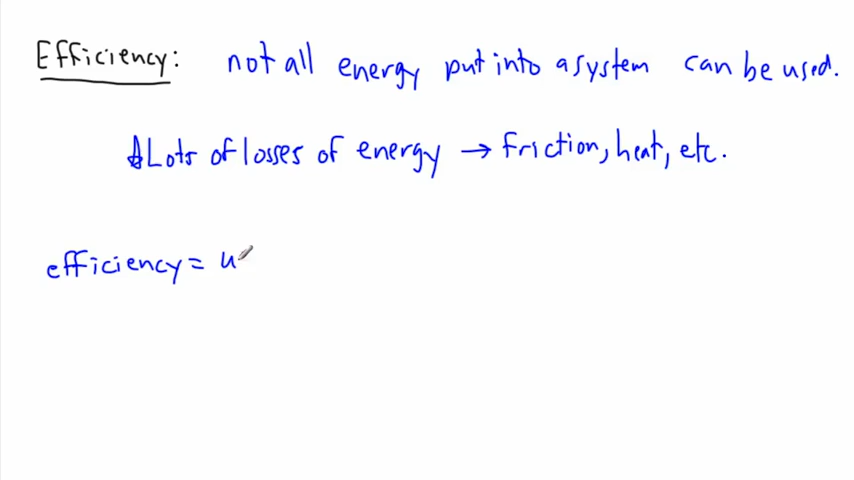 Efficiency: not all energy put into a system can be used.
Lots of losses of energy → friction, heat, etc.
efficiency = u